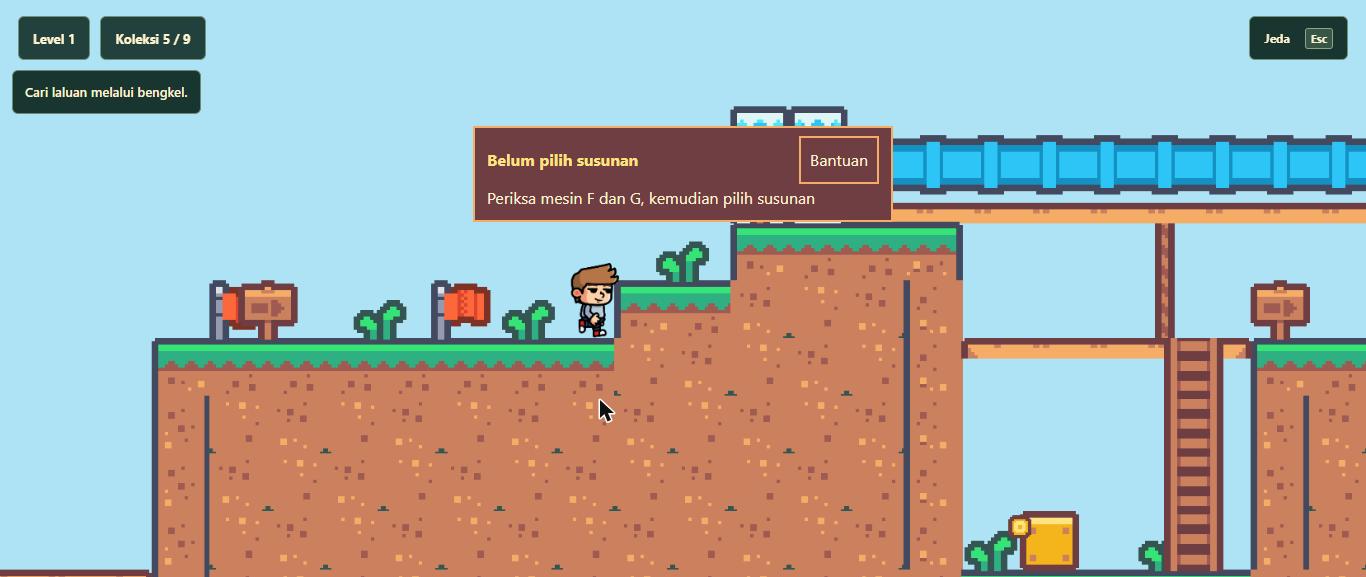 Level 1
Koleksi 5 / 9
Jeda Esc
Cari laluan melalui bengkel.
Belum pilih susunan
Bantuan
Periksa mesin F dan G, kemudian pilih susunan